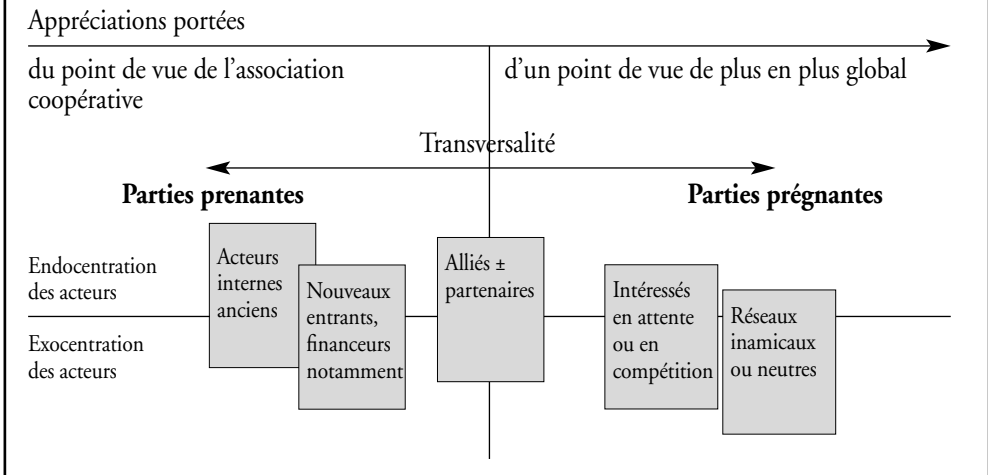 Appréciations portées
du point de vue de l'association
coopérative
d'un point de vue de plus en plus global
Transversalité
Parties prenantes
Parties prégnantes
Endocentration
des acteurs
Exocentration
des acteurs
Acteurs
internes
anciens
Nouveaux
entrants,
financeurs
notamment
Alliés ±
partenaires
Intéressés
en attente
ou en
compétition
Réseaux
inamicaux
ou neutres